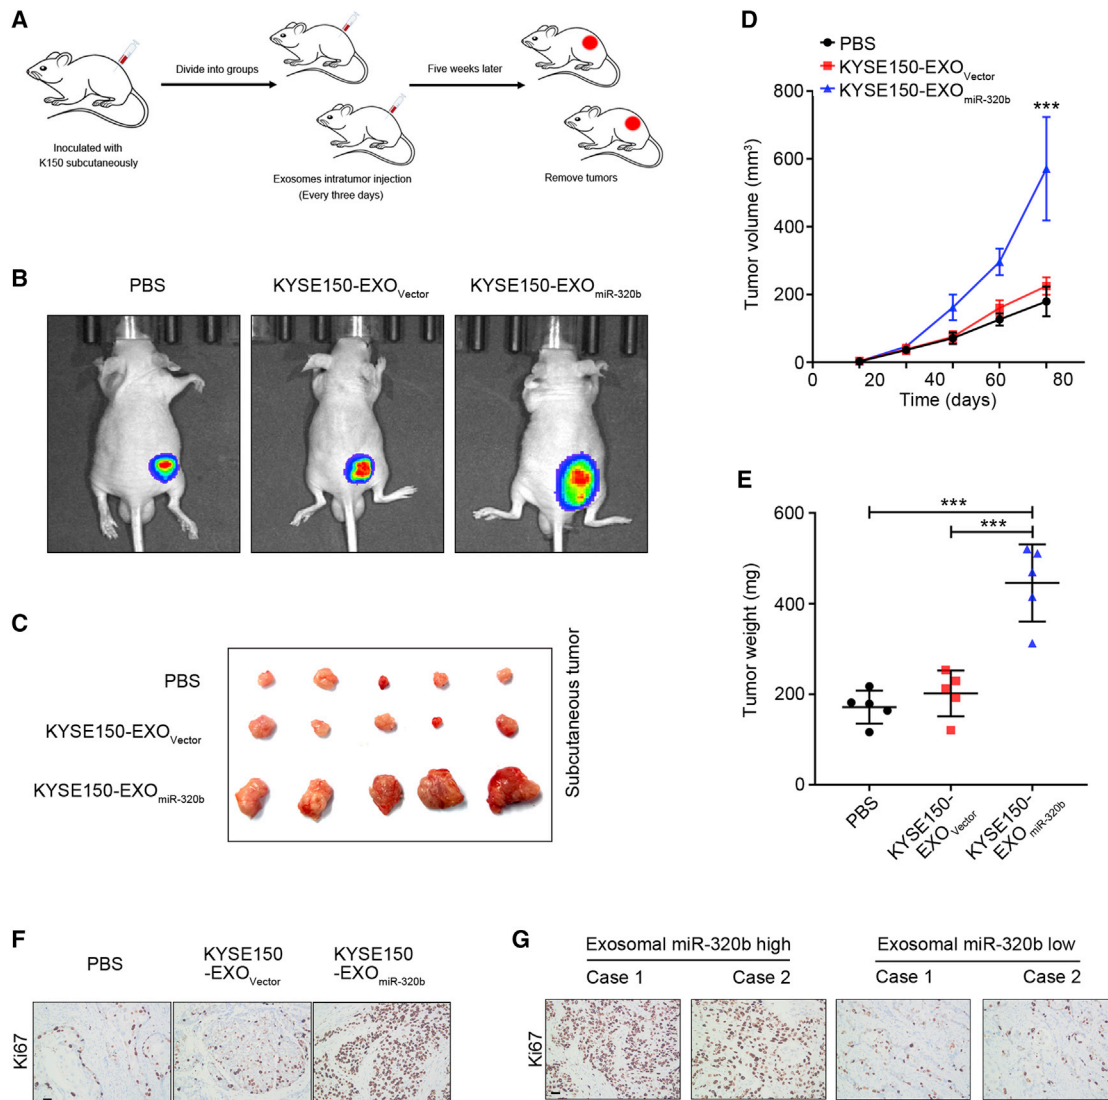 A
Divide into groups
Five weeks later
Inoculated with
K150 subcutaneously
Exosomes intratumor injection
(Every three days)
Remove tumors
B
PBS
KYSE150-EXOVector
KYSE150-EXOmiR-320b
C
PBS
KYSE150-EXOVector
KYSE150-EXOmiR-320b
Subcutaneous tumor
D
PBS
KYSE150-EXOVector
KYSE150-EXOmiR-320b
***
800
600
400
200
0
Tumor volume (mm³)
0 20 40 60 80
Time (days)
E
***
***
600
400
200
0
Tumor weight (mg)
PBS
KYSE150-
EXOVector
KYSE150-
EXOmiR-320b
F
PBS
KYSE150
-EXOVector
KYSE150
-EXOmiR-320b
Ki67
G
Exosomal miR-320b high
Exosomal miR-320b low
Case 1
Case 2
Case 1
Case 2
Ki67